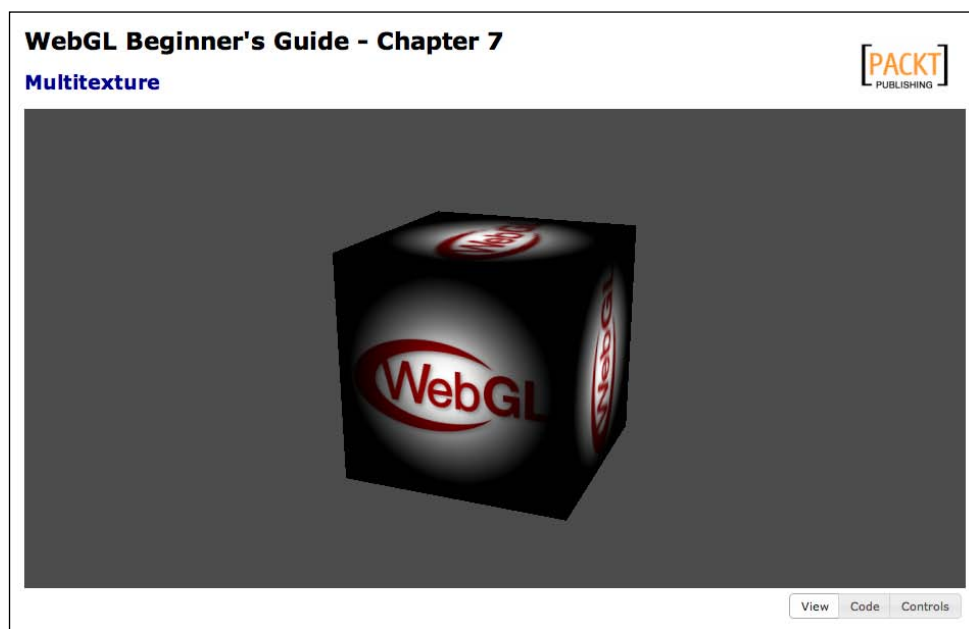 WebGL Beginner's Guide - Chapter 7
Multitexture
PACKT
PUBLISHING
WebGL
WebGL
WebGL
View
Code
Controls